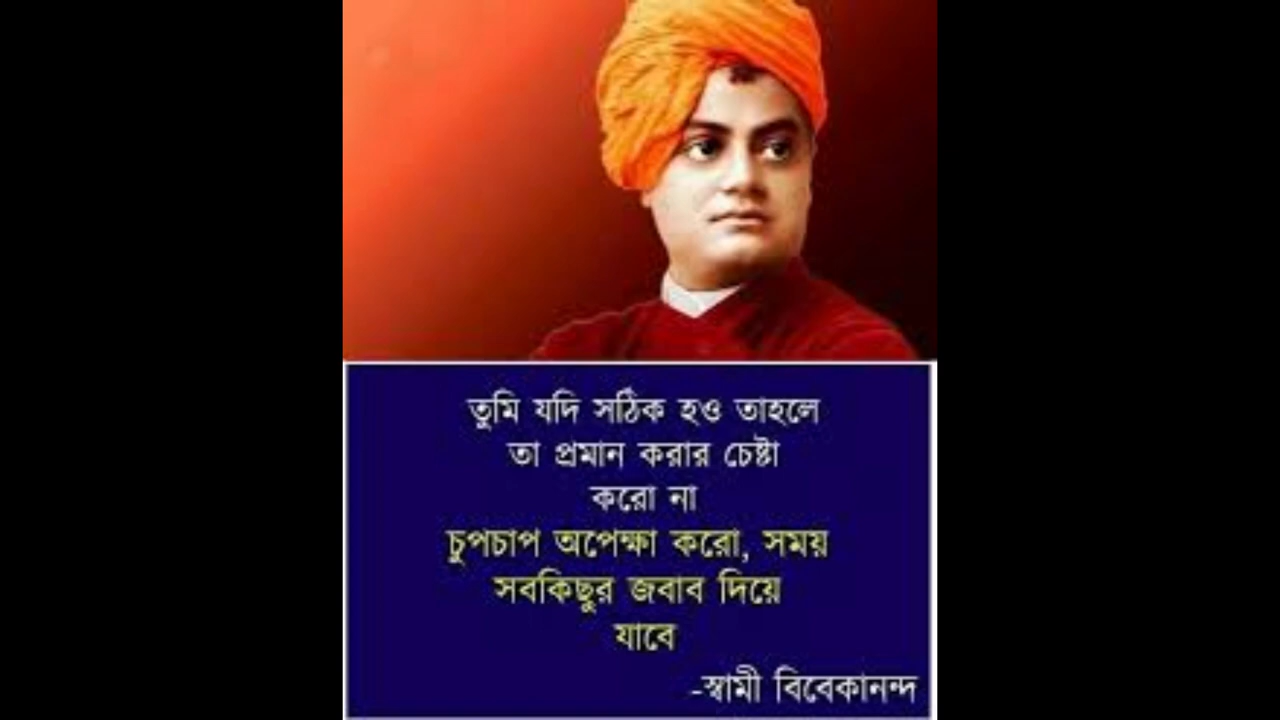 তুমি যদি সঠিক হও তাহলে
তা প্রমান করার চেষ্টা
করো না
চুপচাপ অপেক্ষা করো, সময়
সবকিছুর জবাব দিয়ে
যাবে
-স্বামী বিবেকানন্দ